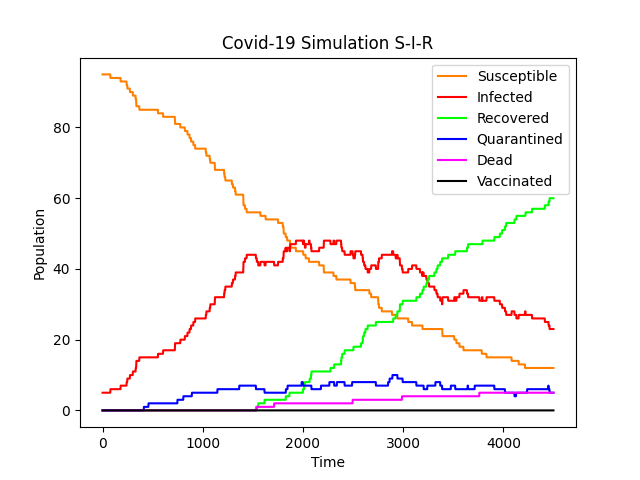 Covid-19 Simulation S-I-R
Susceptible
Infected
Recovered
Quarantined
Dead
Vaccinated
Population
80
60
40
20
0
0 1000 2000 3000 4000
Time